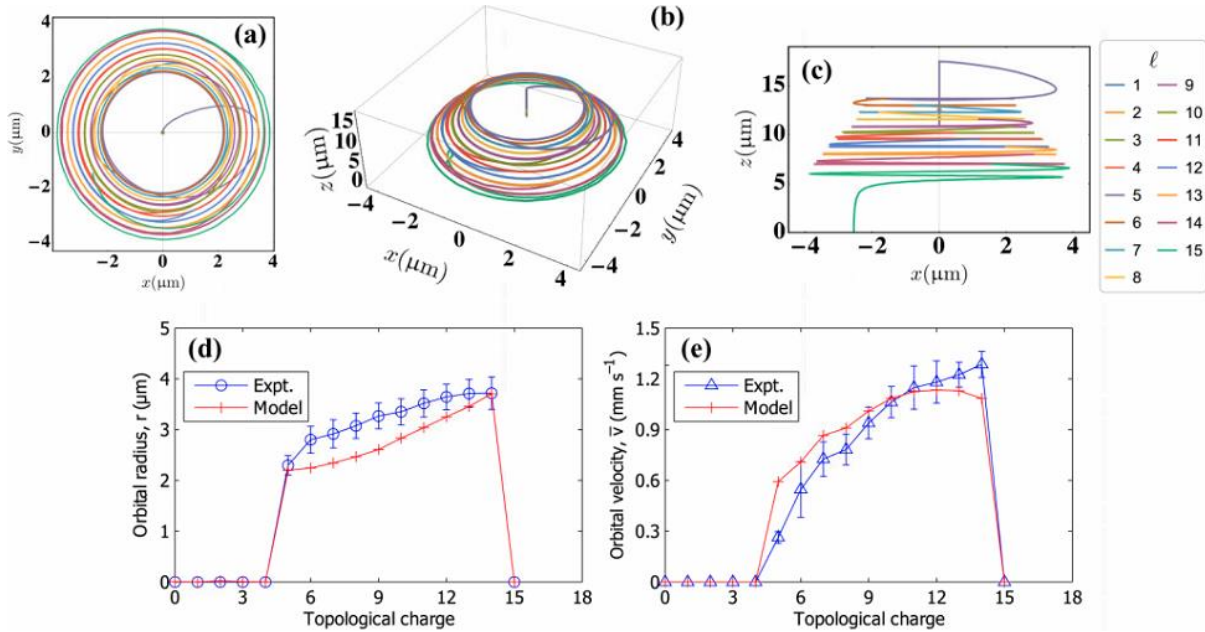 (a)
4
2
0
−2
−4
y(μm)
−2 0 2 4
x(μm)
(b)
15
10
5
0
z(μm)
−4 −2 0 2 4
x(μm)
4
2
0
−2
−4
y(μm)
(c)
15
10
5
0
z(μm)
−4 −2 0 2 4
x(μm)
ℓ
1 9
2 10
3 11
4 12
5 13
6 14
7 15
8
(d)
5
4
3
2
1
0
Orbital radius, r (μm)
Expt.
Model
0 3 6 9 12 15 18
Topological charge
(e)
1.5
1.2
0.9
0.6
0.3
0
Orbital velocity, v̅ (mm s⁻¹)
Expt.
Model
0 3 6 9 12 15 18
Topological charge